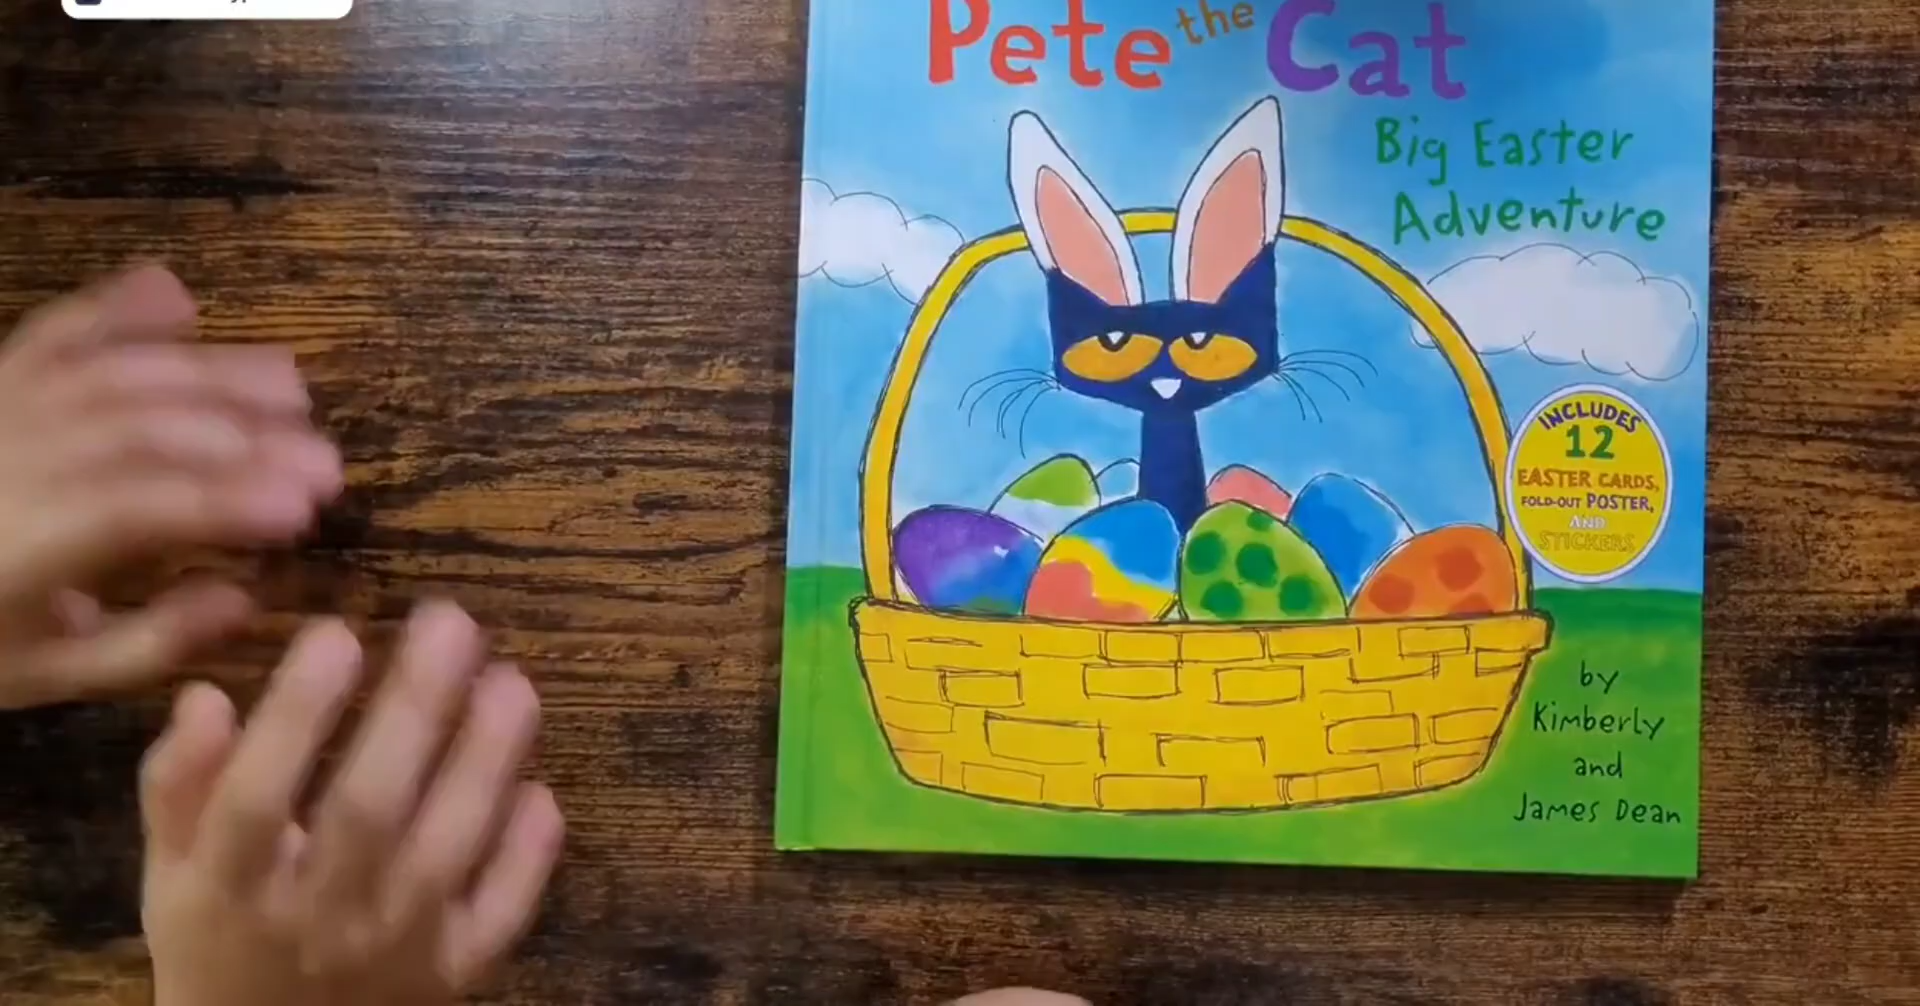 Pete the Cat
Big Easter
Adventure
INCLUDES
12
EASTER CARDS,
FOLD-OUT POSTER,
AND
STICKERS
by
Kimberly
and
James Dean